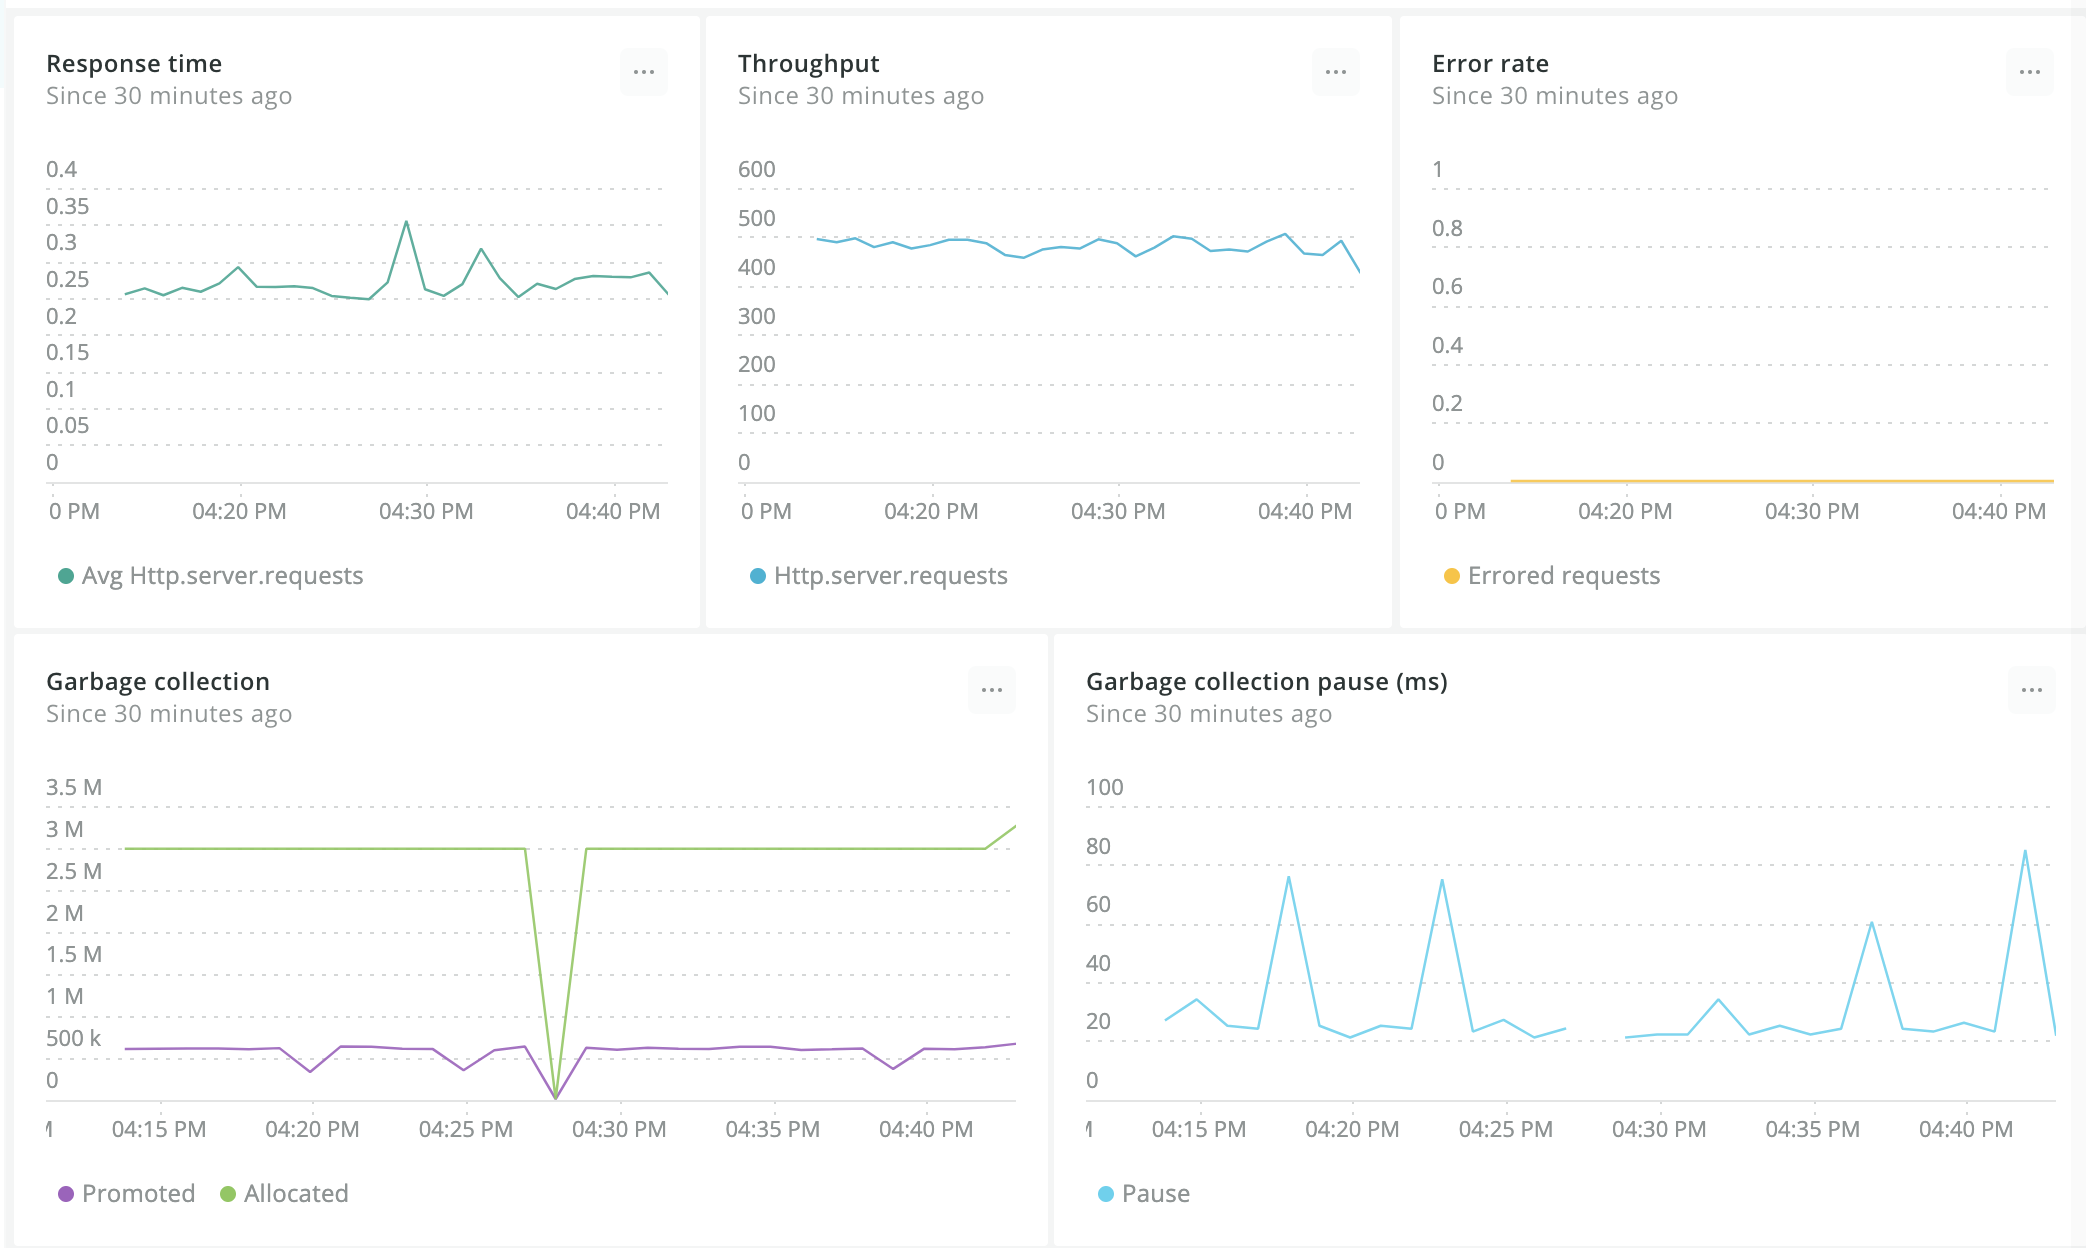 Response time
Since 30 minutes ago
0.4
0.35
0.3
0.25
0.2
0.15
0.1
0.05
0
0 PM 04:20 PM 04:30 PM 04:40 PM
Avg Http.server.requests
Throughput
Since 30 minutes ago
600
500
400
300
200
100
0
0 PM 04:20 PM 04:30 PM 04:40 PM
Http.server.requests
Error rate
Since 30 minutes ago
1
0.8
0.6
0.4
0.2
0
0 PM 04:20 PM 04:30 PM 04:40 PM
Errored requests
Garbage collection
Since 30 minutes ago
3.5 M
3 M
2.5 M
2 M
1.5 M
1 M
500 k
0
04:15 PM 04:20 PM 04:25 PM 04:30 PM 04:35 PM 04:40 PM
Promoted Allocated
Garbage collection pause (ms)
Since 30 minutes ago
100
80
60
40
20
0
04:15 PM 04:20 PM 04:25 PM 04:30 PM 04:35 PM 04:40 PM
Pause